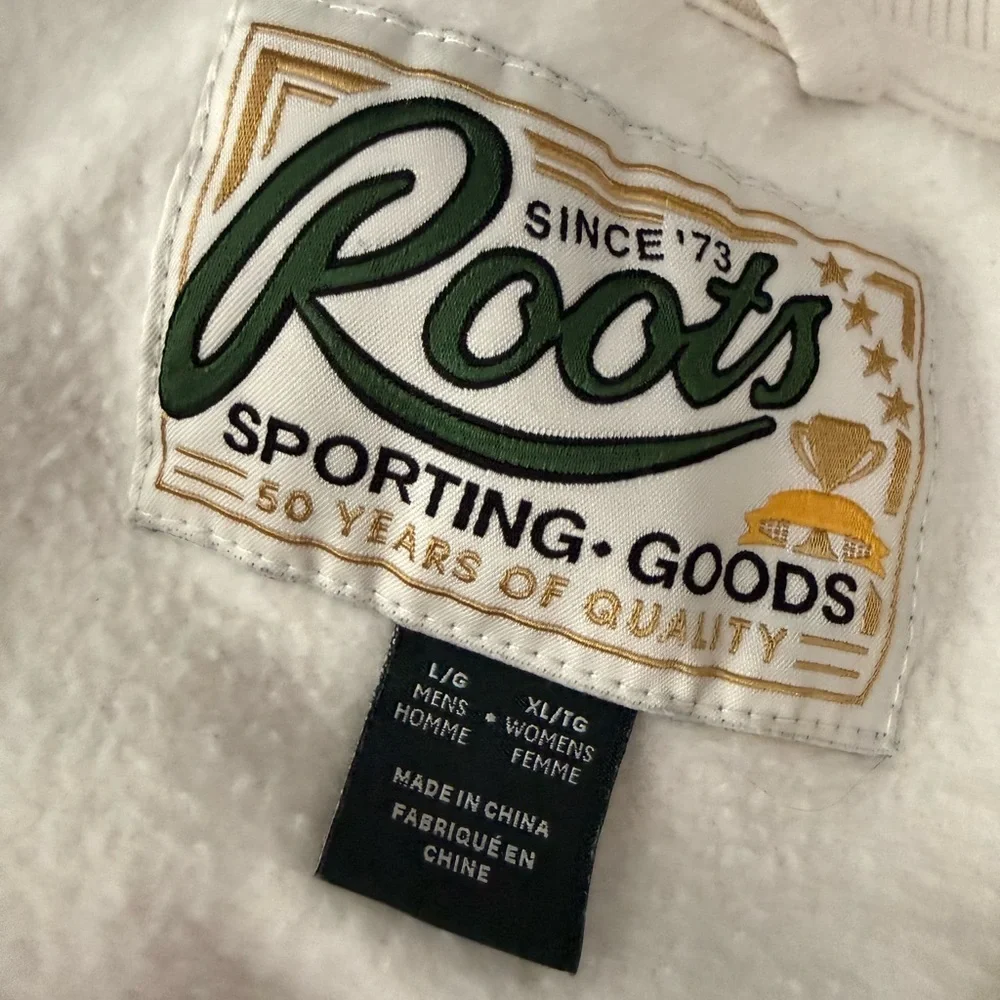 SINCE '73
Roots
SPORTING • GOODS
50 YEARS OF QUALITY
L/G
MENS
HOMME
•
XL/TG
WOMENS
FEMME
MADE IN CHINA
FABRIQUÉ EN
CHINE